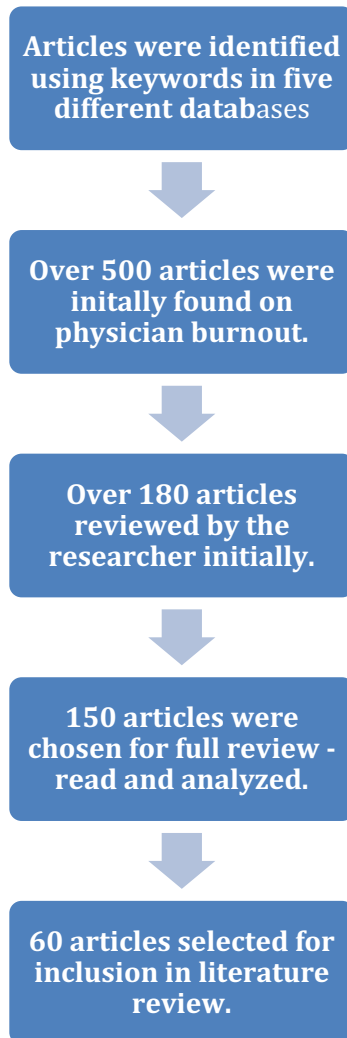 Articles were identified
using keywords in five
different databases
Over 500 articles were
initally found on
physician burnout.
Over 180 articles
reviewed by the
researcher initially.
150 articles were
chosen for full review -
read and analyzed.
60 articles selected for
inclusion in literature
review.